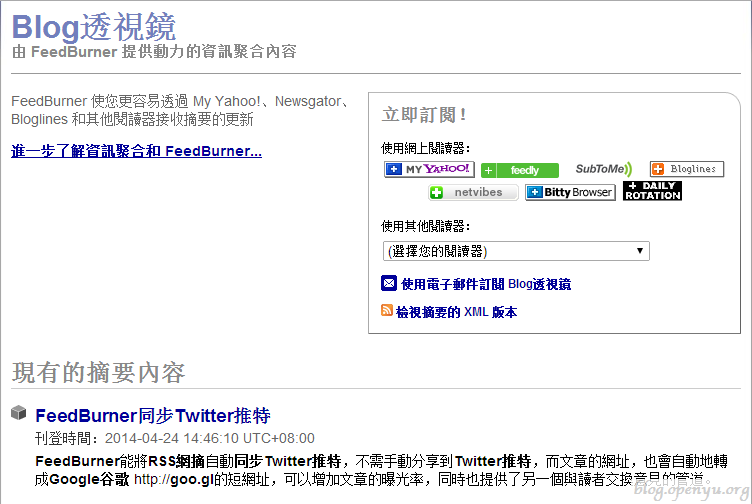 Blog透視鏡
由 FeedBurner 提供動力的資訊聚合內容
FeedBurner 使您更容易透過 My Yahoo!、Newsgator、
Bloglines 和其他閱讀器接收摘要的更新
進一步了解資訊聚合和 FeedBurner...
立即訂閱！
使用網上閱讀器：
MY YAHOO! feedly SubToMe Bloglines
netvibes Bitty Browser DAILY ROTATION
使用其他閱讀器：
(選擇您的閱讀器)
使用電子郵件訂閱 Blog透視鏡
檢視摘要的 XML 版本
現有的摘要內容
FeedBurner同步Twitter推特
刊登時間：2014-04-24 14:46:10 UTC+08:00
FeedBurner能將RSS網摘自動同步Twitter推特，不需手動分享到Twitter推特，而文章的網址，也會自動地轉
成Google谷歌 http://goo.gl的短網址，可以增加文章的曝光率，同時也提供了另一個與讀者交換意見的管道。
blog.openyu.org